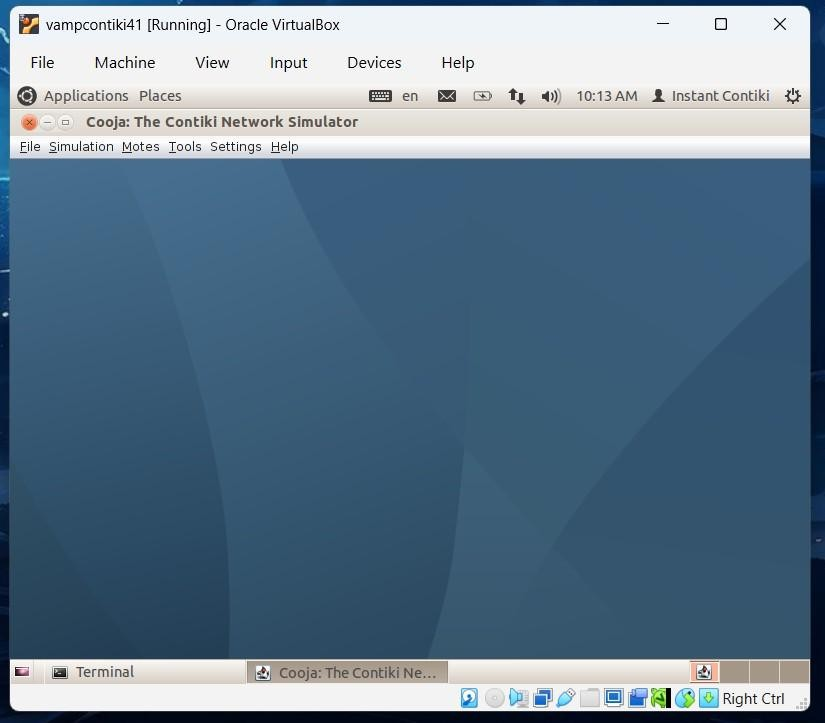 vampcontiki41 [Running] - Oracle VirtualBox
File Machine View Input Devices Help
Applications Places en 10:13 AM Instant Contiki
Cooja: The Contiki Network Simulator
File Simulation Motes Tools Settings Help
Terminal Cooja: The Contiki Ne...
Right Ctrl